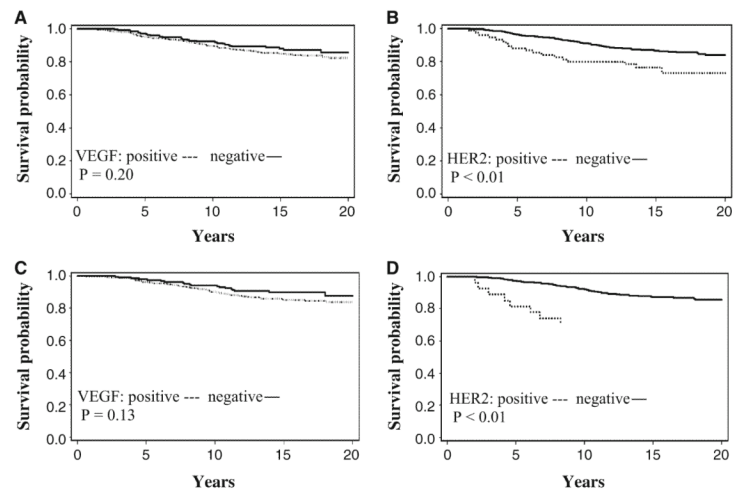 A
Survival probability
1.0
0.8
0.6
0.4
0.2
0.0
VEGF: positive --- negative—
P = 0.20
0 5 10 15 20
Years
B
Survival probability
1.0
0.8
0.6
0.4
0.2
0.0
HER2: positive --- negative—
P < 0.01
0 5 10 15 20
Years
C
Survival probability
1.0
0.8
0.6
0.4
0.2
0.0
VEGF: positive --- negative—
P = 0.13
0 5 10 15 20
Years
D
Survival probability
1.0
0.8
0.6
0.4
0.2
0.0
HER2: positive --- negative—
P < 0.01
0 5 10 15 20
Years